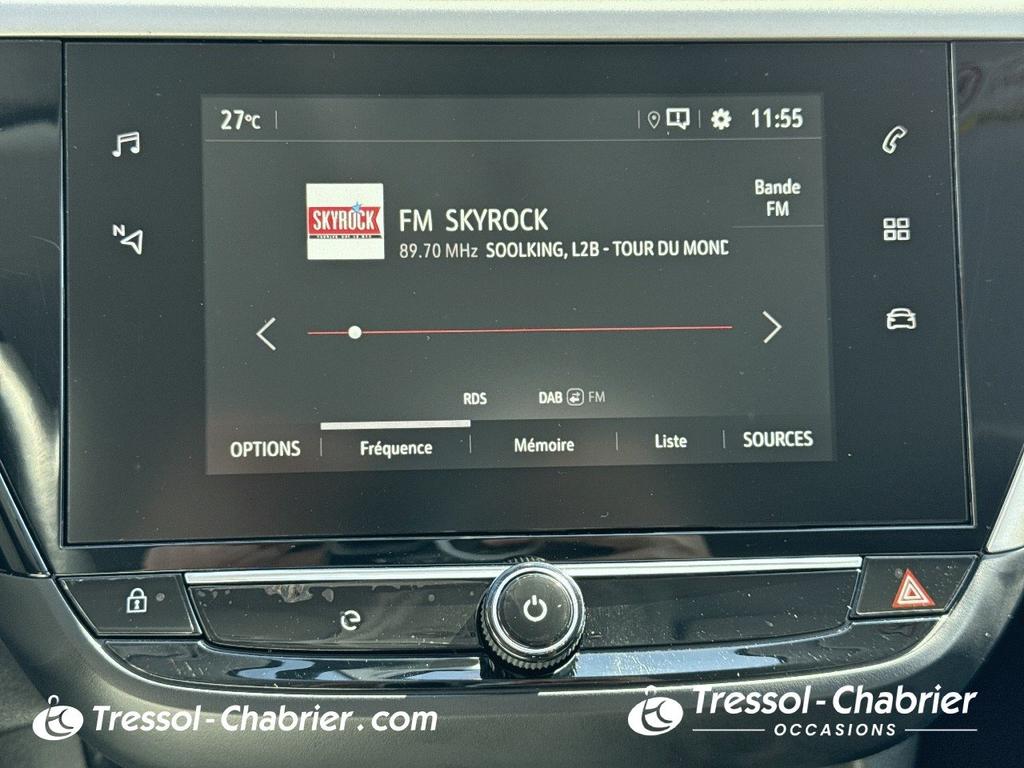 27°C
11:55
Bande
FM
SKYROCK
FM SKYROCK
89.70 MHz SOOLKING, L2B - TOUR DU MOND
N
RDS
DAB FM
OPTIONS
Fréquence
Mémoire
Liste
SOURCES
Tressol-Chabrier.com
Tressol-Chabrier
OCCASIONS